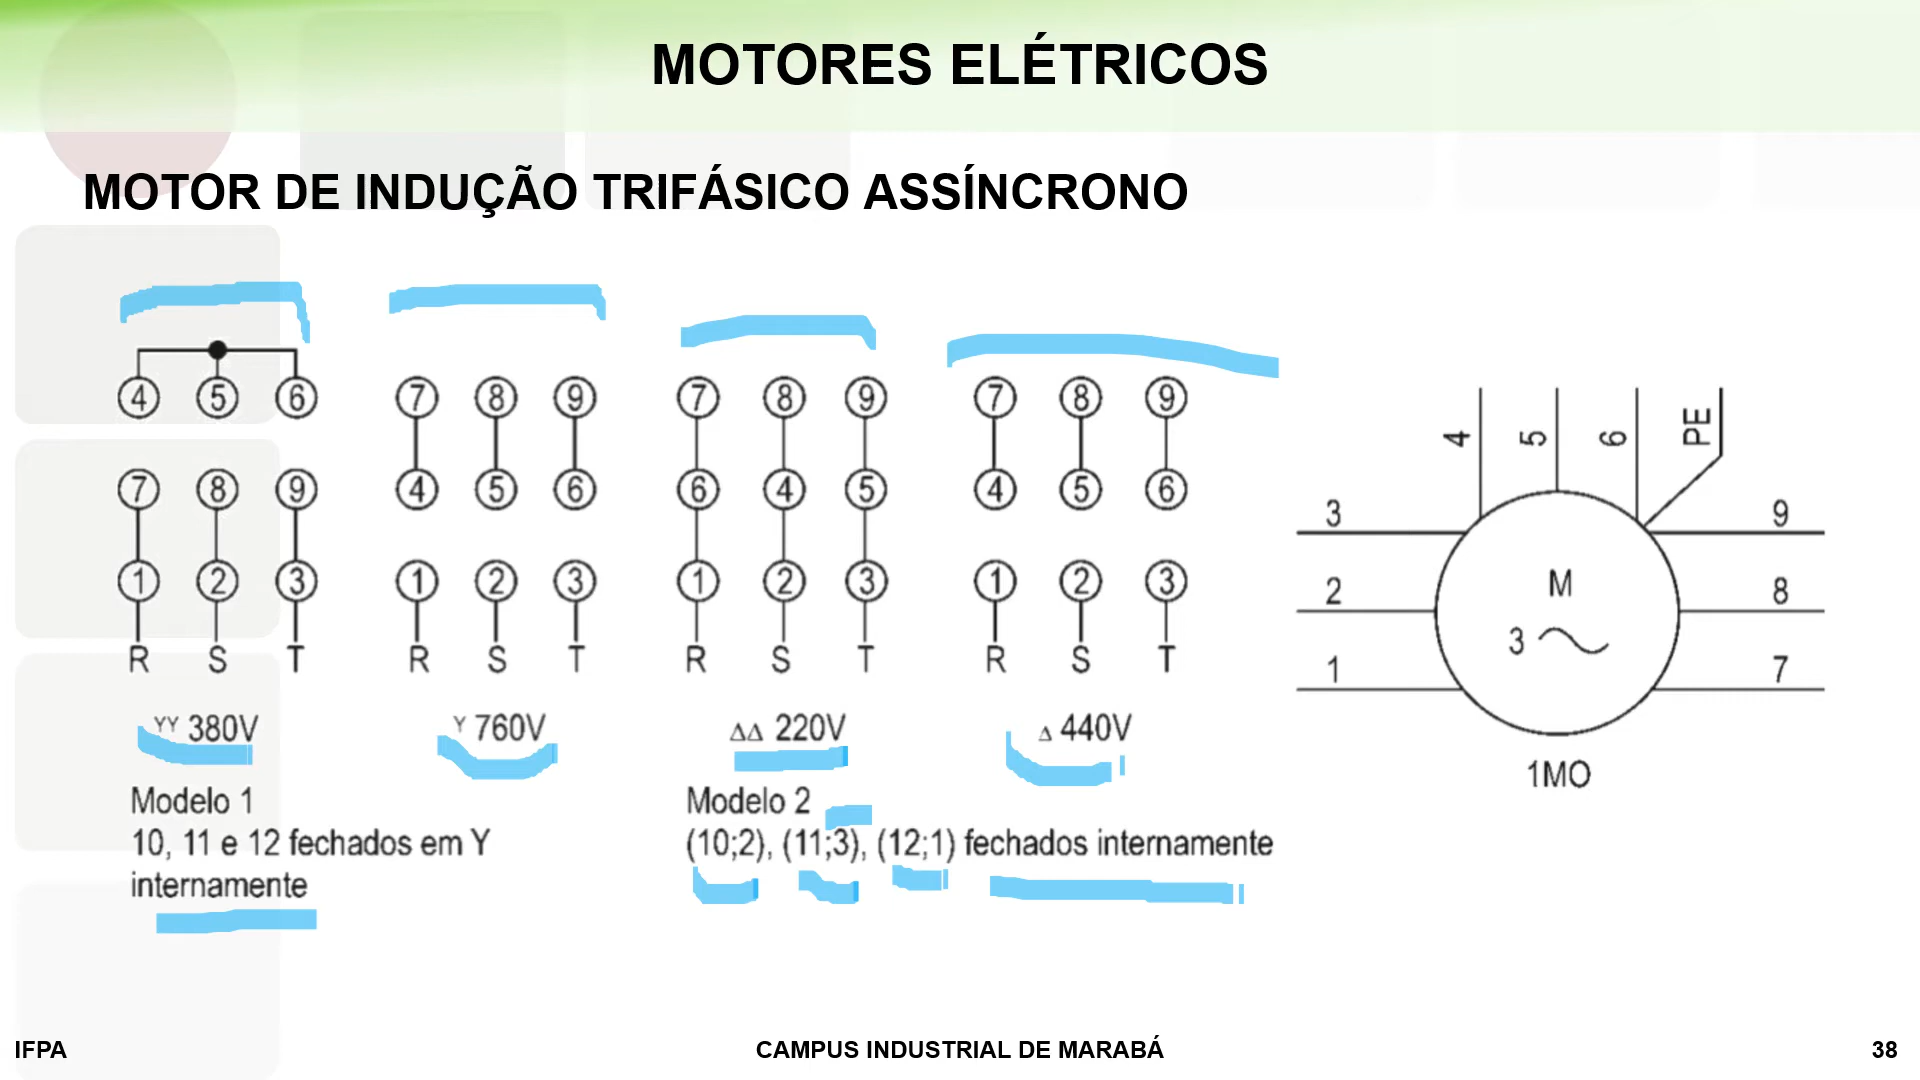 MOTORES ELÉTRICOS
MOTOR DE INDUÇÃO TRIFÁSICO ASSÍNCRONO
4 5 6
7 8 9
1 2 3
R S T
YY 380V
7 8 9
4 5 6
1 2 3
R S T
Y 760V
7 8 9
6 4 5
1 2 3
R S T
ΔΔ 220V
7 8 9
4 5 6
1 2 3
R S T
Δ 440V
Modelo 1
10, 11 e 12 fechados em Y
internamente
Modelo 2
(10;2), (11;3), (12;1) fechados internamente
4 5 6 PE
3 9
2 8
1 7
M
3
1MO
IFPA
CAMPUS INDUSTRIAL DE MARABÁ
38